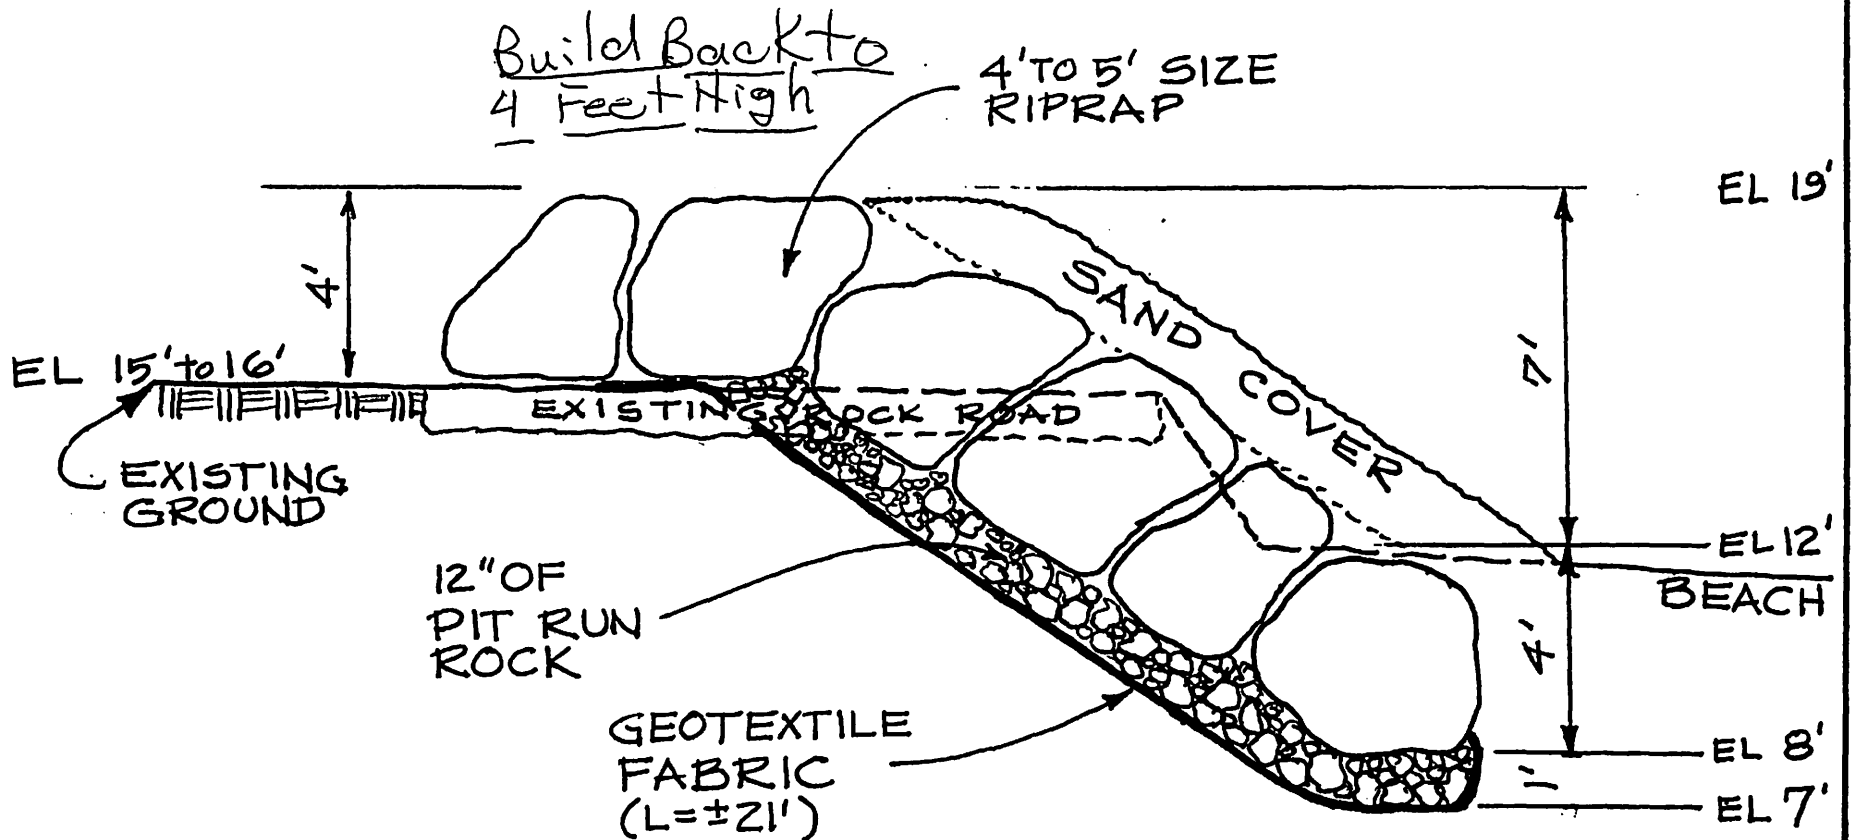 Build Back to
4 Feet High
4' TO 5' SIZE
RIPRAP
EL 19'
4'
SAND COVER
7'
EL 15' to 16'
EXISTING ROCK ROAD
EXISTING
GROUND
EL 12'
BEACH
12" OF
PIT RUN
ROCK
4'
GEOTEXTILE
FABRIC
(L=±21')
EL 8'
1'
EL 7'